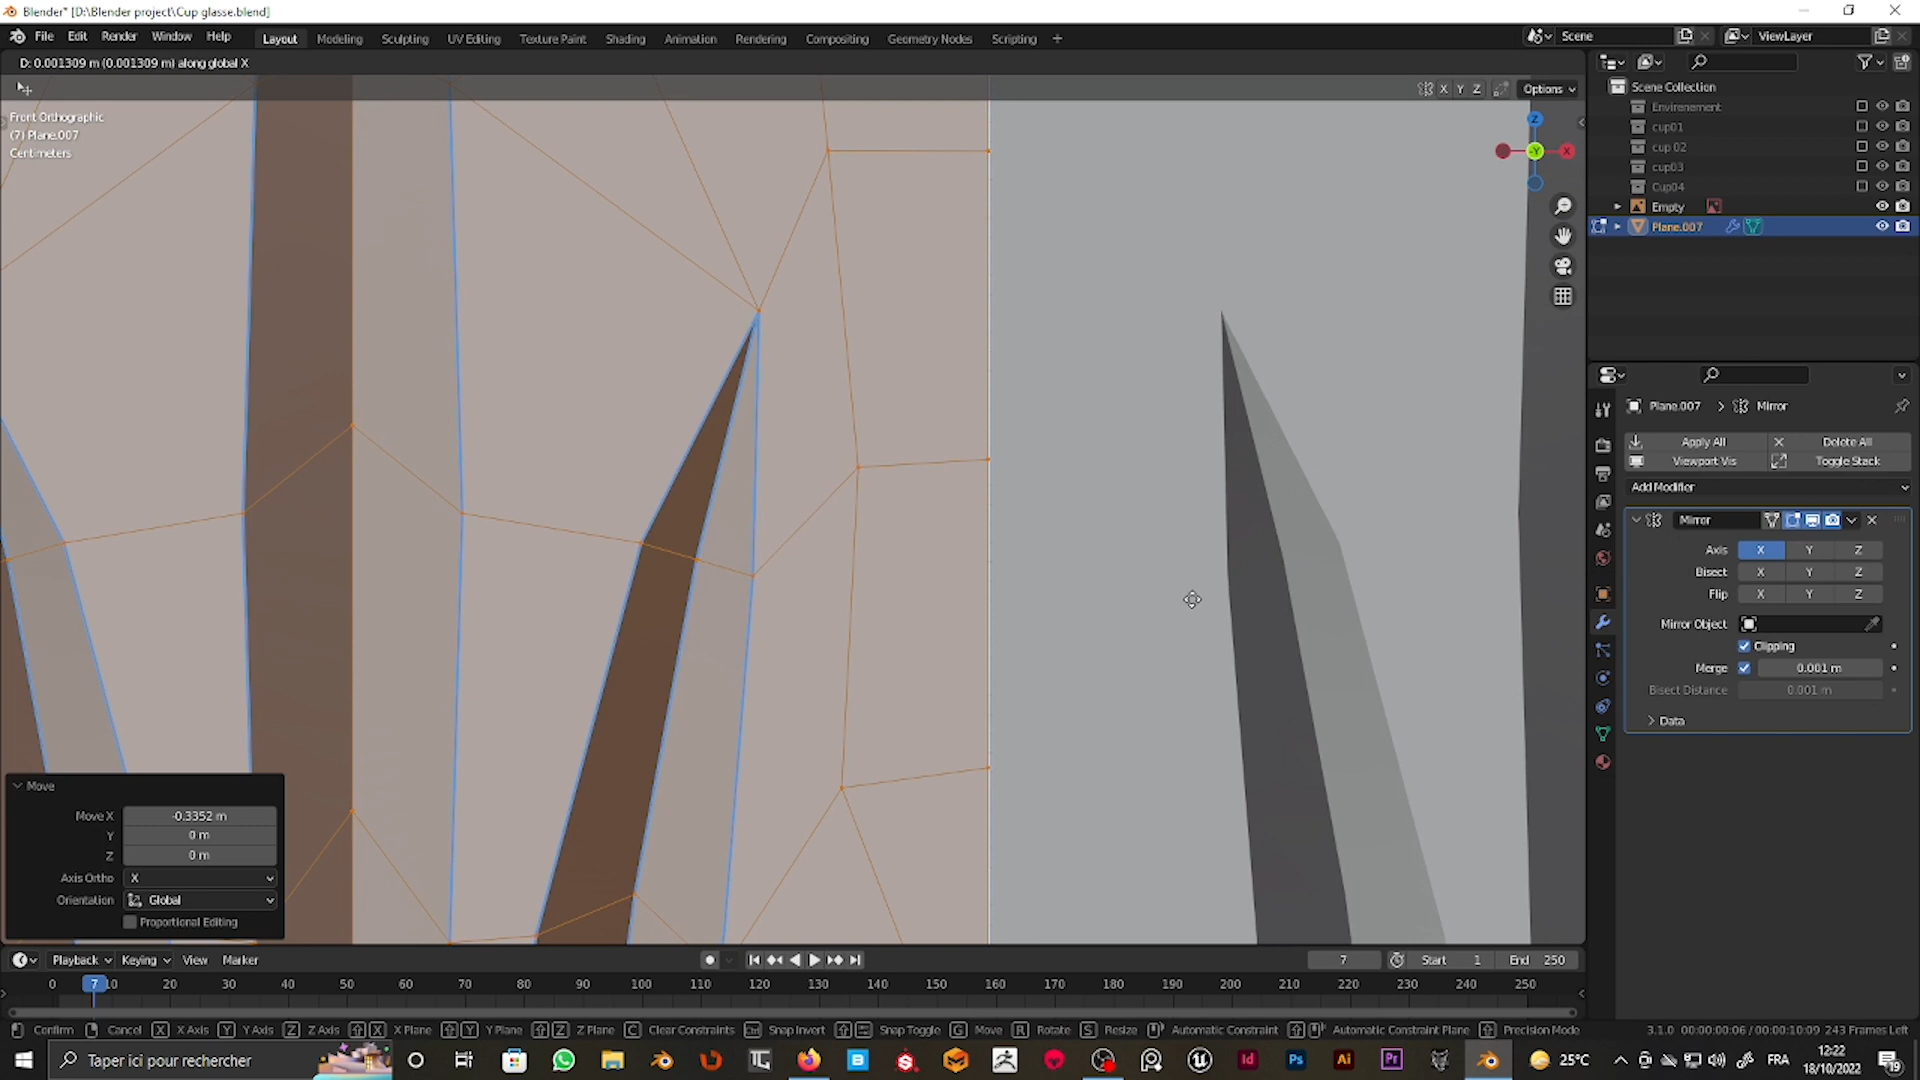 Blender* [D:\Blender project\Cup glasse.blend]
File Edit Render Window Help Layout Modeling Sculpting UV Editing Texture Paint Shading Animation Rendering Compositing Geometry Nodes Scripting + Scene ViewLayer
D: 0.001309 m (0.001309 m) along global X
X Y Z Options
Front Orthographic
(7) Plane.007
Centimeters
Z
-Y
X
Scene Collection
Envirenement
cup01
cup 02
cup03
Cup04
Empty
Plane.007
Plane.007 > Mirror
Apply All Delete All
Viewport Vis Toggle Stack
Add Modifier
Mirror
Axis X Y Z
Bisect X Y Z
Flip X Y Z
Mirror Object
Clipping
Merge 0.001 m
Bisect Distance 0.001 m
Data
Move
Move X -0.3352 m
Y 0 m
Z 0 m
Axis Ortho X
Orientation Global
Proportional Editing
Playback Keying View Marker 7 Start 1 End 250
0 7 10 20 30 40 50 60 70 80 90 100 110 120 130 140 150 160 170 180 190 200 210 220 230 240 250
Confirm Cancel X X Axis Y Y Axis Z Z Axis X X Plane Y Y Plane Z Z Plane C Clear Constraints Ctrl Snap Invert Snap Toggle G Move R Rotate S Resize Automatic Constraint Automatic Constraint Plane Precision Mode 3.1.0 00:00:00:06 / 00:00:10:09 243 Frames Left
Taper ici pour rechercher 25°C FRA 12:22
18/10/2022
19